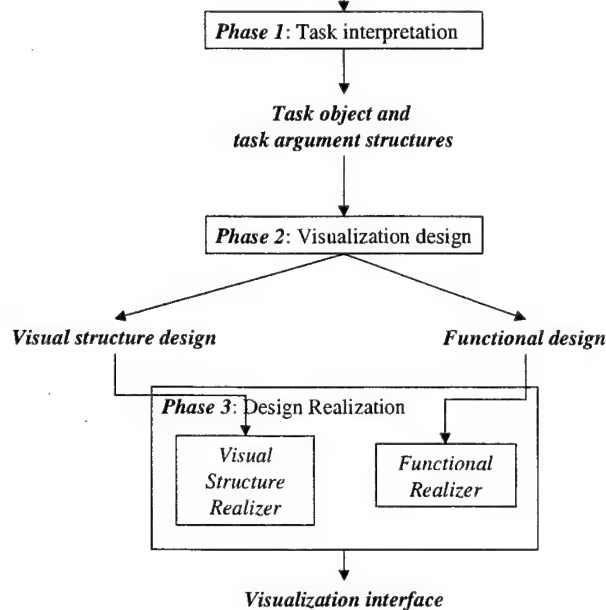 Phase 1: Task interpretation
Task object and
task argument structures
Phase 2: Visualization design
Visual structure design
Functional design
Phase 3: Design Realization
Visual
Structure
Realizer
Functional
Realizer
Visualization interface